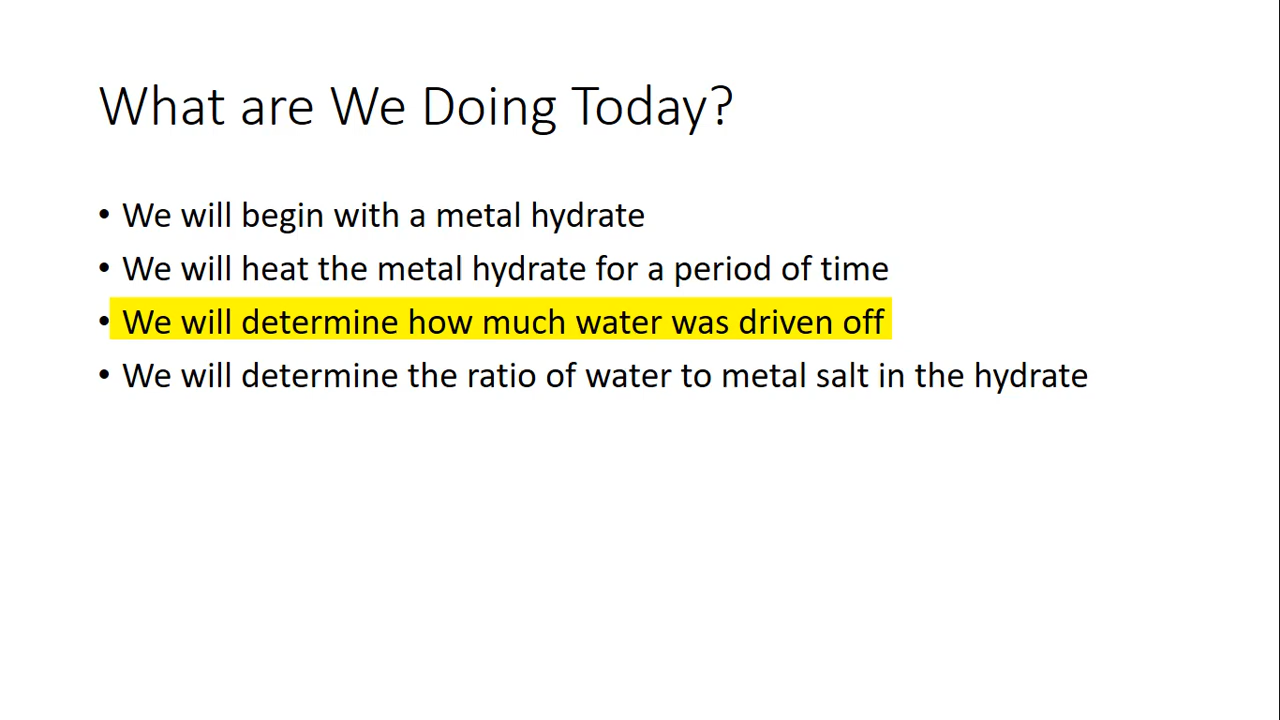 What are We Doing Today?
• We will begin with a metal hydrate
• We will heat the metal hydrate for a period of time
• We will determine how much water was driven off
• We will determine the ratio of water to metal salt in the hydrate